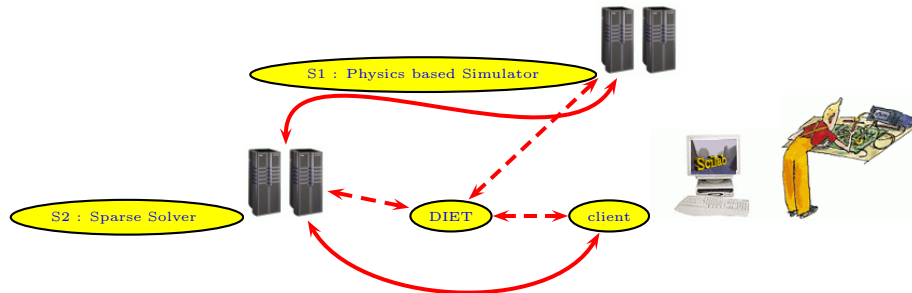 S1 : Physics based Simulator
Scilab
S2 : Sparse Solver
DIET
client